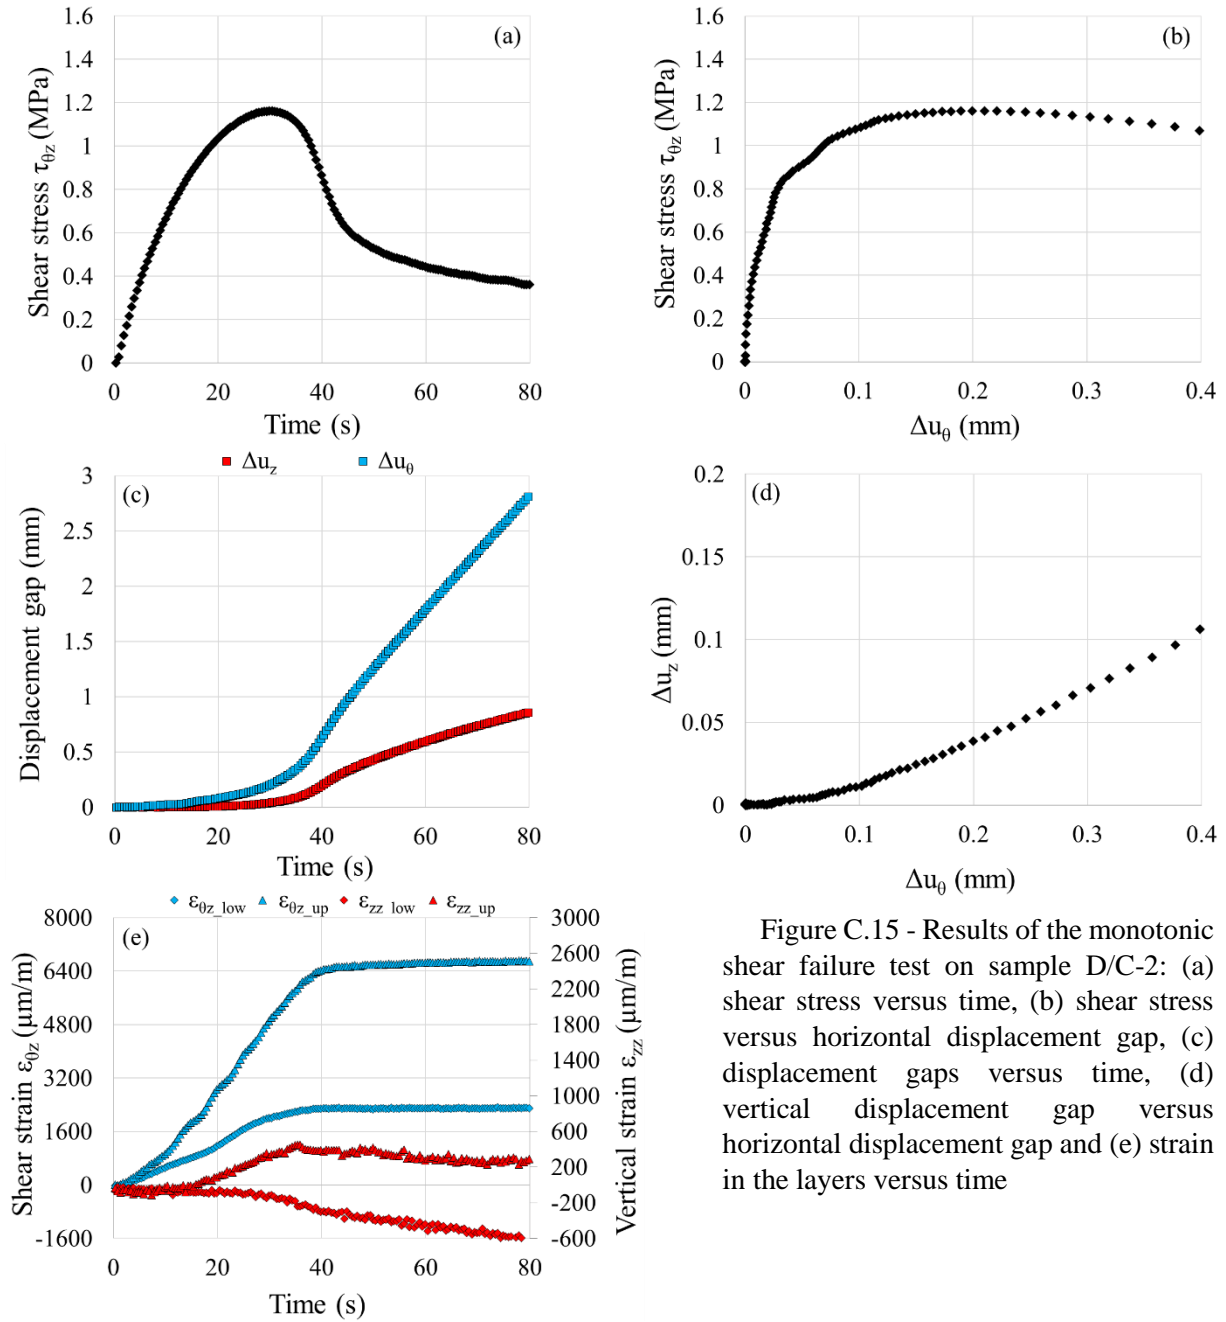 (a)
Shear stress τθz (MPa)
1.6
1.4
1.2
1
0.8
0.6
0.4
0.2
0
0 20 40 60 80
Time (s)
(b)
Shear stress τθz (MPa)
1.6
1.4
1.2
1
0.8
0.6
0.4
0.2
0
0 0.1 0.2 0.3 0.4
Δuθ (mm)
Δuz Δuθ
(c)
Displacement gap (mm)
3
2.5
2
1.5
1
0.5
0
0 20 40 60 80
Time (s)
(d)
Δuz (mm)
0.2
0.15
0.1
0.05
0
0 0.1 0.2 0.3 0.4
Δuθ (mm)
εθz_low εθz_up εzz_low εzz_up
(e)
Shear strain εθz (µm/m)
8000
6400
4800
3200
1600
0
-1600
Vertical strain εzz (µm/m)
3000
2600
2200
1800
1400
1000
600
200
-200
-600
0 20 40 60 80
Time (s)
Figure C.15 - Results of the monotonic
shear failure test on sample D/C-2: (a)
shear stress versus time, (b) shear stress
versus horizontal displacement gap, (c)
displacement gaps versus time, (d)
vertical displacement gap versus
horizontal displacement gap and (e) strain
in the layers versus time